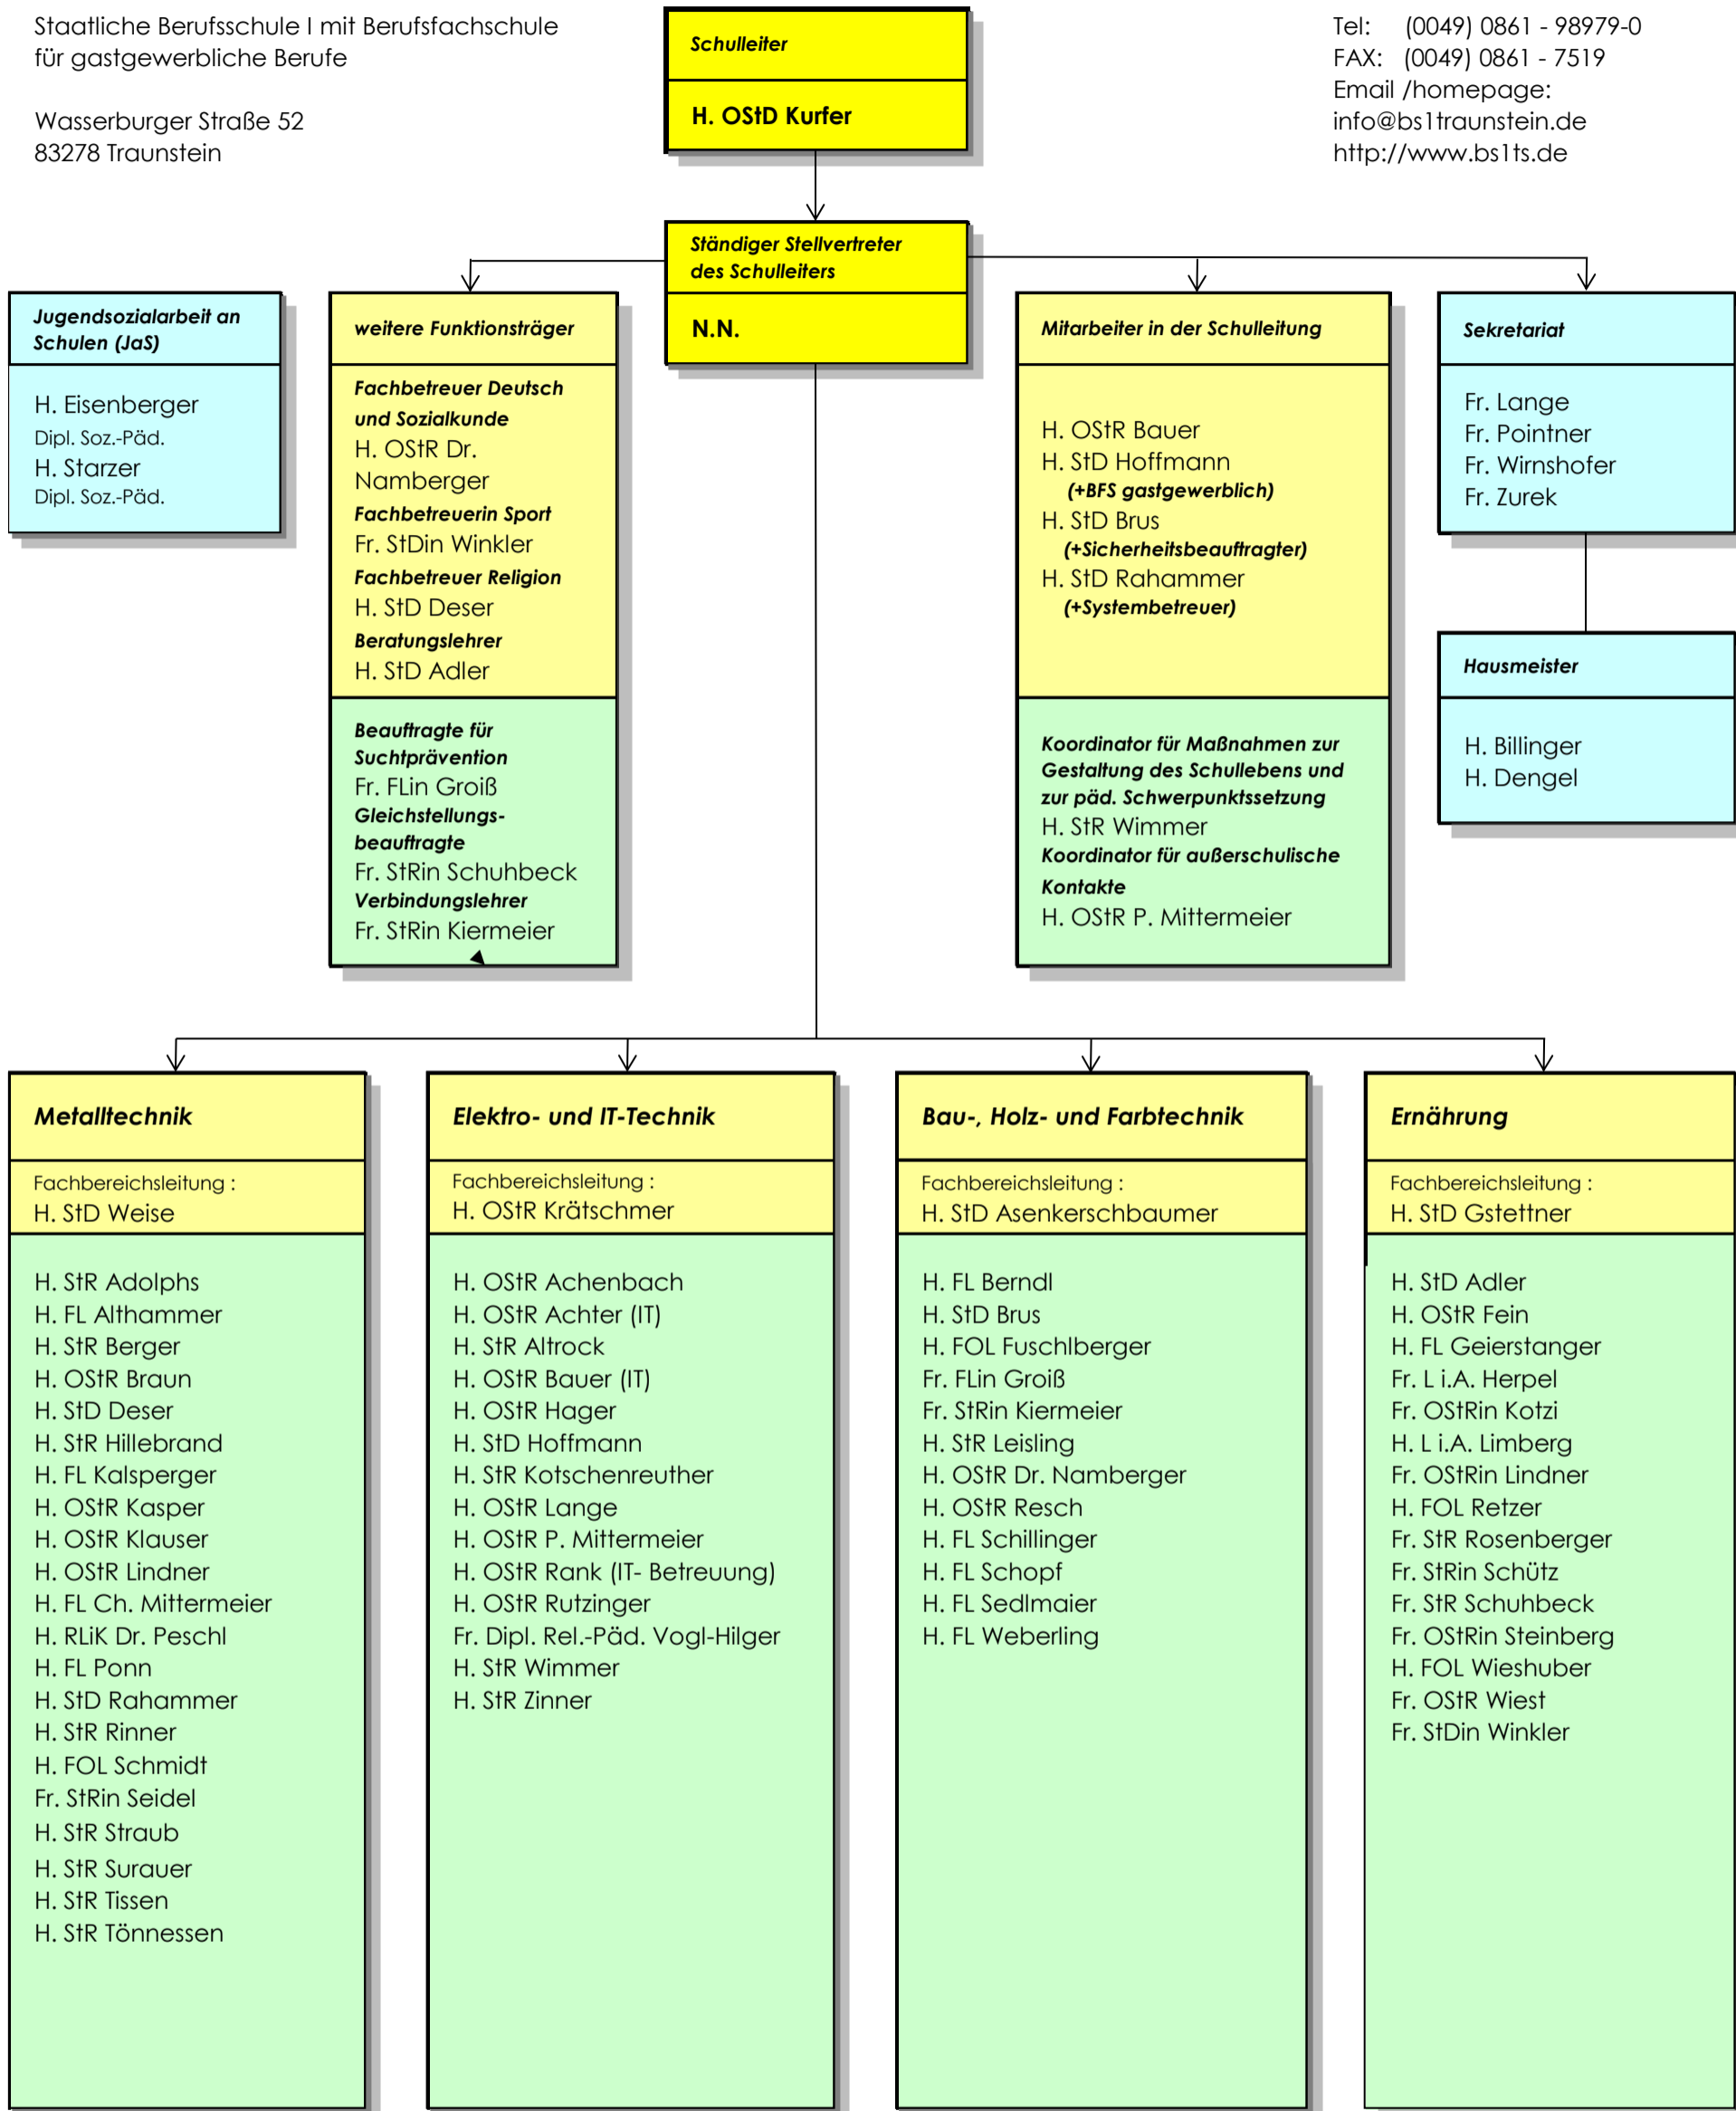 Staatliche Berufsschule I mit Berufsfachschule
für gastgewerbliche Berufe
Wasserburger Straße 52
83278 Traunstein
Schulleiter
H. OStD Kurfer
Tel: (0049) 0861 - 98979-0
FAX: (0049) 0861 - 7519
Email /homepage:
info@bs1traunstein.de
http://www.bs1ts.de
Ständiger Stellvertreter
des Schulleiters
N.N.
Jugendsozialarbeit an
Schulen (JaS)
H. Eisenberger
Dipl. Soz.-Päd.
H. Starzer
Dipl. Soz.-Päd.
weitere Funktionsträger
Fachbetreuer Deutsch
und Sozialkunde
H. OStR Dr.
Namberger
Fachbetreuerin Sport
Fr. StDin Winkler
Fachbetreuer Religion
H. StD Deser
Beratungslehrer
H. StD Adler
Beauftragte für
Suchtprävention
Fr. FLin Groiß
Gleichstellungs-
beauftragte
Fr. StRin Schuhbeck
Verbindungslehrer
Fr. StRin Kiermeier
Mitarbeiter in der Schulleitung
H. OStR Bauer
H. StD Hoffmann
(+BFS gastgewerblich)
H. StD Brus
(+Sicherheitsbeauftragter)
H. StD Rahammer
(+Systembetreuer)
Koordinator für Maßnahmen zur
Gestaltung des Schullebens und
zur päd. Schwerpunktssetzung
H. StR Wimmer
Koordinator für außerschulische
Kontakte
H. OStR P. Mittermeier
Sekretariat
Fr. Lange
Fr. Pointner
Fr. Wirnshofer
Fr. Zurek
Hausmeister
H. Billinger
H. Dengel
Metalltechnik
Fachbereichsleitung :
H. StD Weise
H. StR Adolphs
H. FL Althammer
H. StR Berger
H. OStR Braun
H. StD Deser
H. StR Hillebrand
H. FL Kalsperger
H. OStR Kasper
H. OStR Klauser
H. OStR Lindner
H. FL Ch. Mittermeier
H. RLiK Dr. Peschl
H. FL Ponn
H. StD Rahammer
H. StR Rinner
H. FOL Schmidt
Fr. StRin Seidel
H. StR Straub
H. StR Surauer
H. StR Tissen
H. StR Tönnessen
Elektro- und IT-Technik
Fachbereichsleitung :
H. OStR Krätschmer
H. OStR Achenbach
H. OStR Achter (IT)
H. StR Altrock
H. OStR Bauer (IT)
H. OStR Hager
H. StD Hoffmann
H. StR Kotschenreuther
H. OStR Lange
H. OStR P. Mittermeier
H. OStR Rank (IT- Betreuung)
H. OStR Rutzinger
Fr. Dipl. Rel.-Päd. Vogl-Hilger
H. StR Wimmer
H. StR Zinner
Bau-, Holz- und Farbtechnik
Fachbereichsleitung :
H. StD Asenkerschbaumer
H. FL Berndl
H. StD Brus
H. FOL Fuschlberger
Fr. FLin Groiß
Fr. StRin Kiermeier
H. StR Leisling
H. OStR Dr. Namberger
H. OStR Resch
H. FL Schillinger
H. FL Schopf
H. FL Sedlmaier
H. FL Weberling
Ernährung
Fachbereichsleitung :
H. StD Gstettner
H. StD Adler
H. OStR Fein
H. FL Geierstanger
Fr. L i.A. Herpel
Fr. OStRin Kotzi
H. L i.A. Limberg
Fr. OStRin Lindner
H. FOL Retzer
Fr. StR Rosenberger
Fr. StRin Schütz
Fr. StR Schuhbeck
Fr. OStRin Steinberg
H. FOL Wieshuber
Fr. OStR Wiest
Fr. StDin Winkler